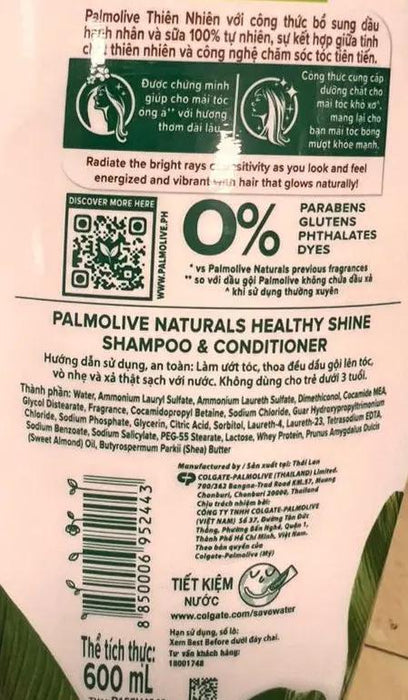 Palmolive Thiên Nhiên với công thức bổ sung dầu
hạnh nhân và sữa 100% tự nhiên, sự kết hợp giữa tinh
chất thiên nhiên và công nghệ chăm sóc tóc tiên tiến.
Được chứng minh
giúp cho mái tóc
óng ả** với hương
thơm dài lâu^
Công thức cung cấp
dưỡng chất cho
mái tóc khô xơ*,
mang lại cho
bạn mái tóc bóng
mượt khỏe mạnh.
Radiate the bright rays sitivity as you look and feel
energized and vibrant with hair that glows naturally!
DISCOVER MORE HERE
WWW.PALMOLIVE.PH
0%
PARABENS
GLUTENS
PHTHALATES
DYES
* vs Palmolive Naturals previous fragrances
** so với dầu gội Palmolive không chứa dầu xả
^ khi sử dụng thường xuyên
PALMOLIVE NATURALS HEALTHY SHINE
SHAMPOO & CONDITIONER
Hướng dẫn sử dụng, an toàn: Làm ướt tóc, thoa đều dầu gội lên tóc,
vò nhẹ và xả thật sạch với nước. Không dùng cho trẻ dưới 3 tuổi.
Thành phần: Water, Ammonium Lauryl Sulfate, Ammonium Laureth Sulfate, Dimethiconol, Cocamide MEA,
Glycol Distearate, Fragrance, Cocamidopropyl Betaine, Sodium Chloride, Guar Hydroxypropyltrimonium
Chloride, Sodium Phosphate, Glycerin, Citric Acid, Sorbitol, Laureth-4, Laureth-23, Tetrasodium EDTA,
Sodium Benzoate, Sodium Salicylate, PEG-55 Stearate, Lactose, Whey Protein, Prunus Amygdalus Dulcis
(Sweet Almond) Oil, Butyrospermum Parkii (Shea) Butter
Manufactured by / Sản xuất tại: Thái Lan
COLGATE-PALMOLIVE (THAILAND) Limited.
700/362 Bangna-Trad Road KM.57, Muang
Chonburi, Chonburi 20000, Thailand
Chịu trách nhiệm bởi:
CÔNG TY TNHH COLGATE-PALMOLIVE
(VIỆT NAM) Số 37, Đường Tôn Đức
Thắng, Phường Bến Nghé, Quận 1,
Thành Phố Hồ Chí Minh, Việt Nam.
Theo bản quyền của
Colgate-Palmolive (Mỹ)
8 850006 952443
TIẾT KIỆM
NƯỚC
www.colgate.com/savewater
Thể tích thực:
600 mL
Hạn sử dụng, số lô:
Xem Best Before dưới đáy chai.
Tư vấn khách hàng:
18001748